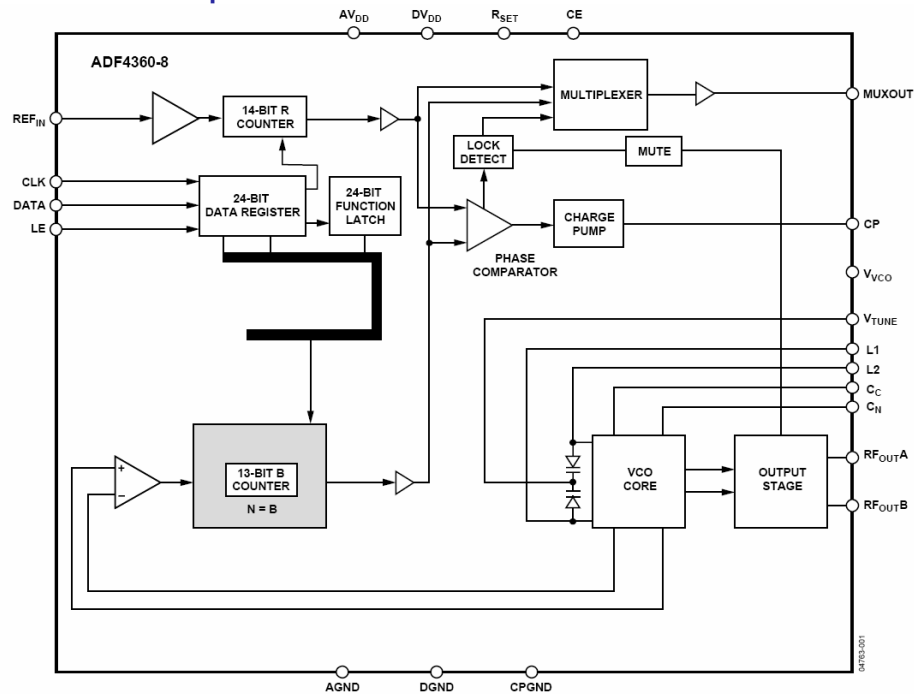 AVDD
DVDD
RSET
CE
ADF4360-8
REFIN
14-BIT R
COUNTER
MULTIPLEXER
MUXOUT
LOCK
DETECT
MUTE
CLK
DATA
LE
24-BIT
DATA REGISTER
24-BIT
FUNCTION
LATCH
CHARGE
PUMP
CP
PHASE
COMPARATOR
VVCO
VTUNE
L1
L2
CC
CN
+
−
13-BIT B
COUNTER
N = B
VCO
CORE
OUTPUT
STAGE
RFOUTA
RFOUTB
04763-001
AGND
DGND
CPGND